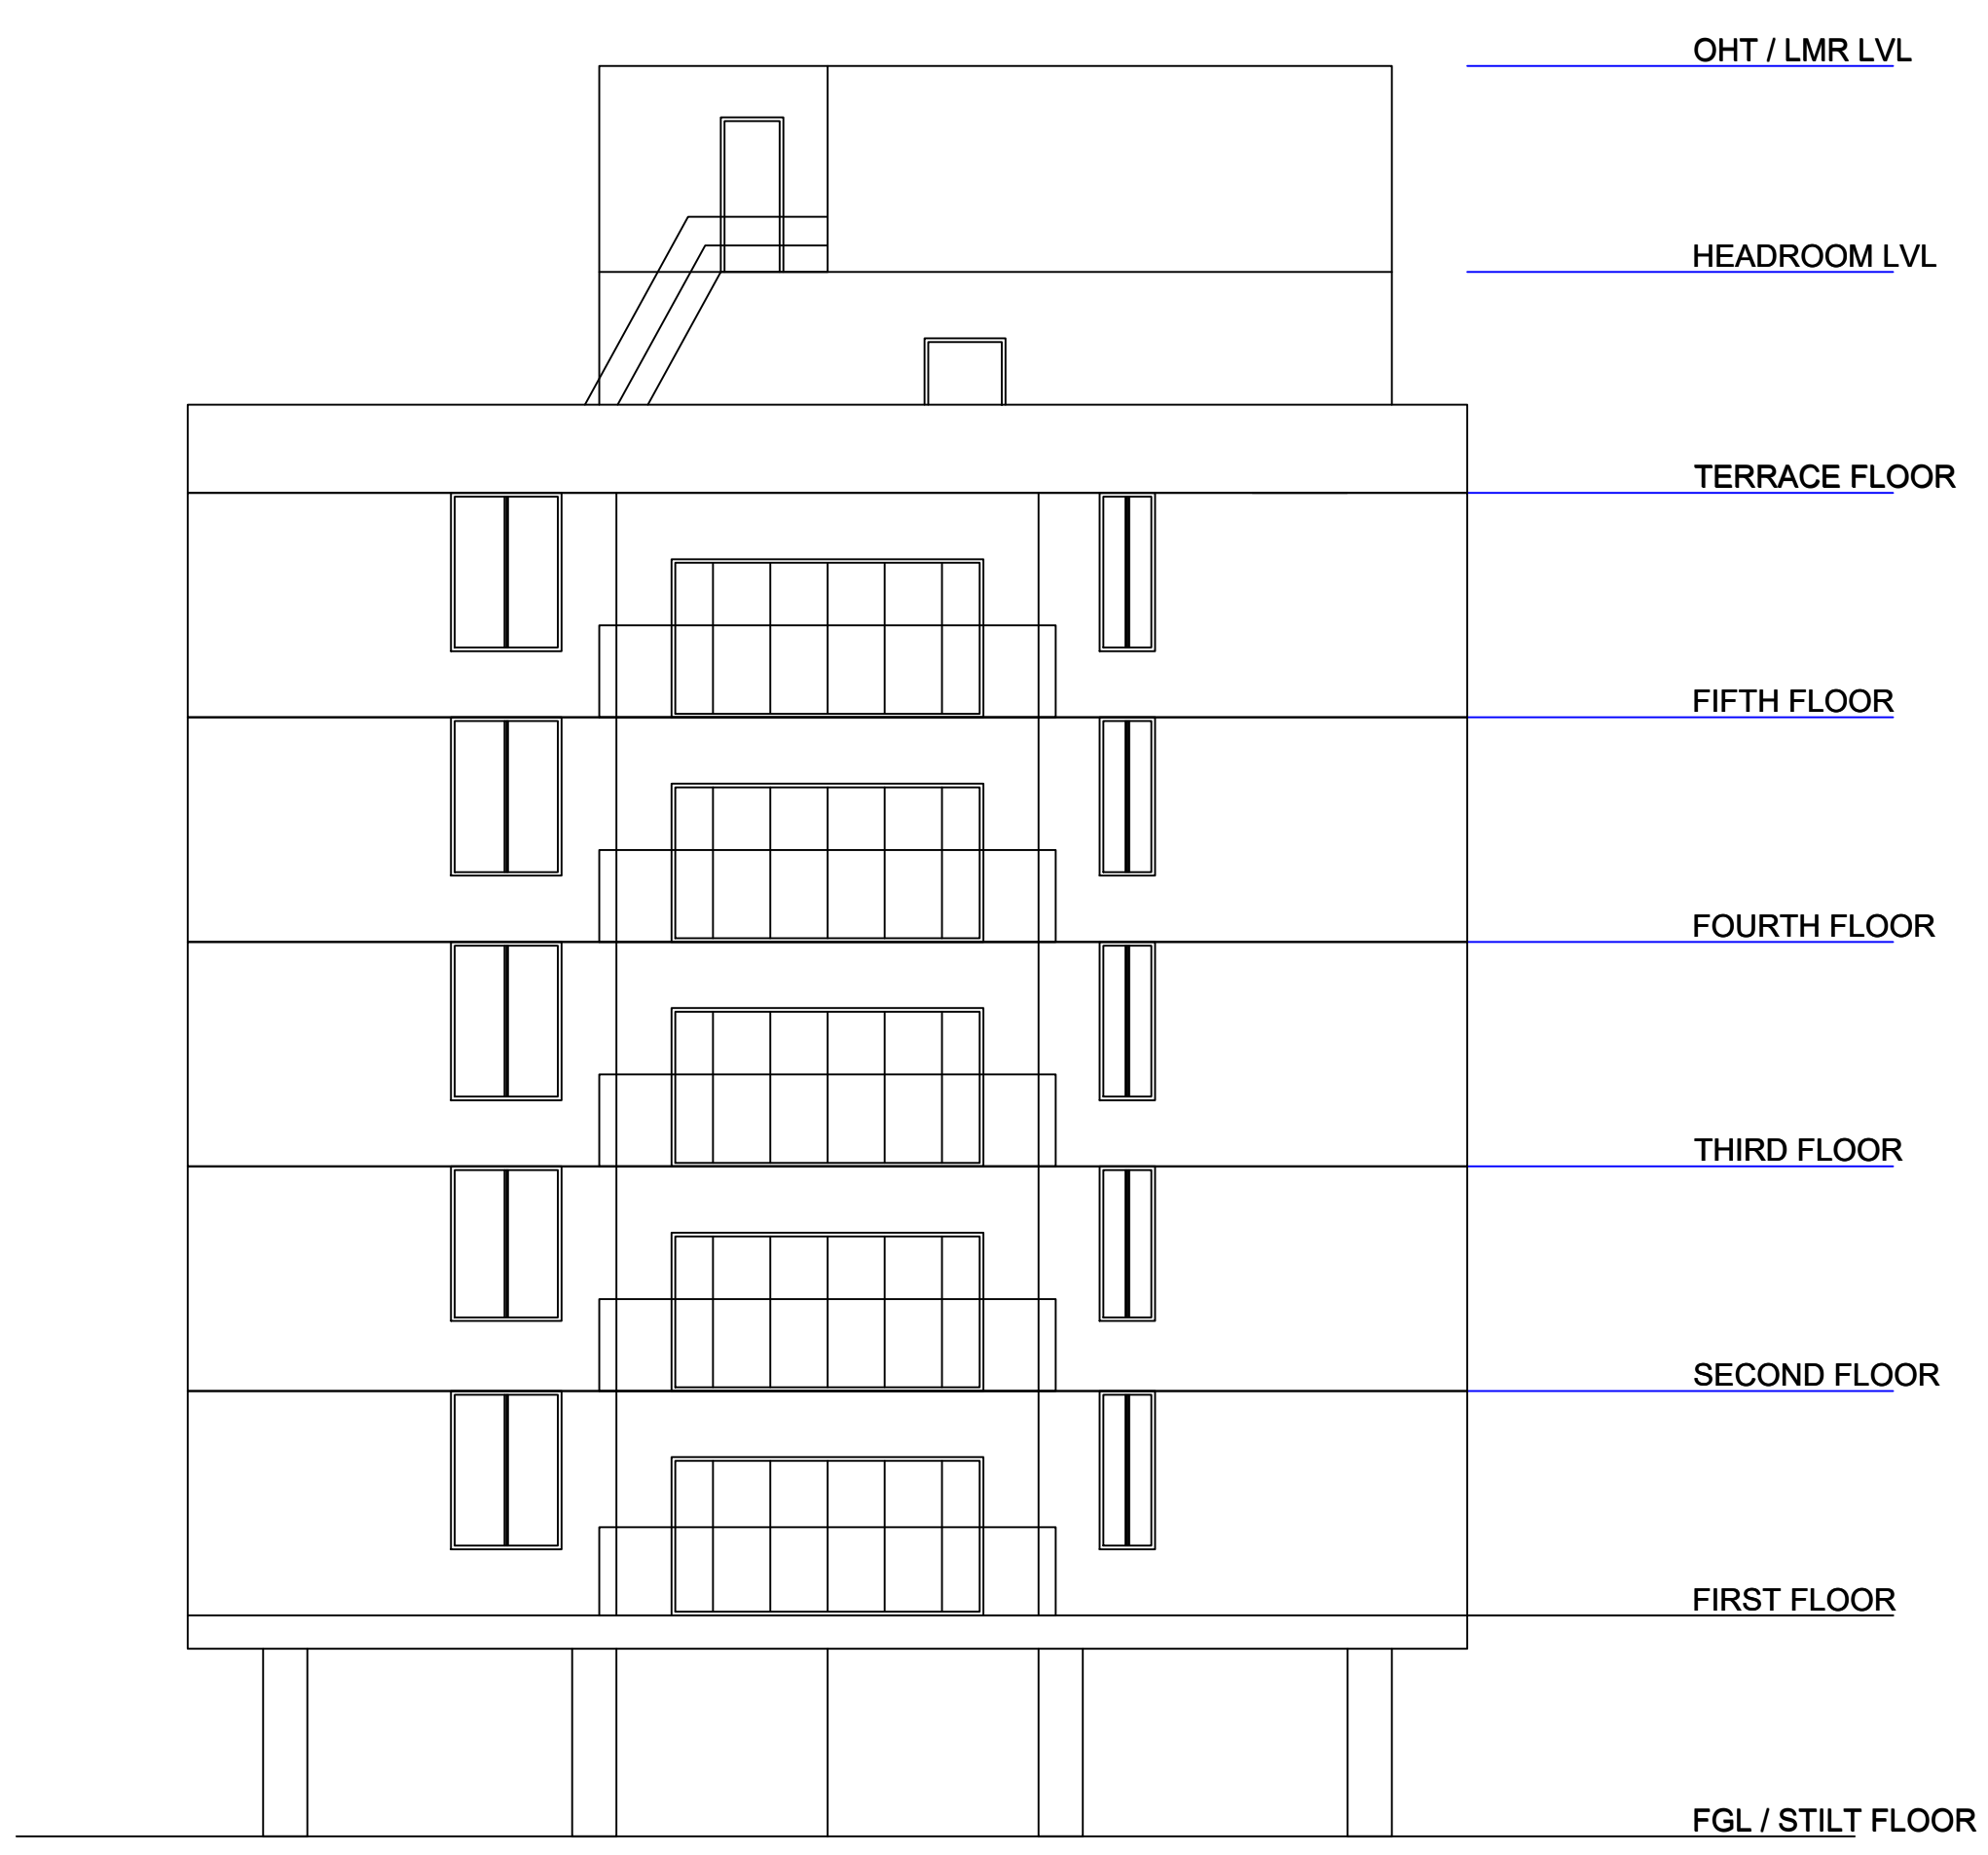 OHT / LMR LVL
HEADROOM LVL
TERRACE FLOOR
FIFTH FLOOR
FOURTH FLOOR
THIRD FLOOR
SECOND FLOOR
FIRST FLOOR
FGL / STILT FLOOR